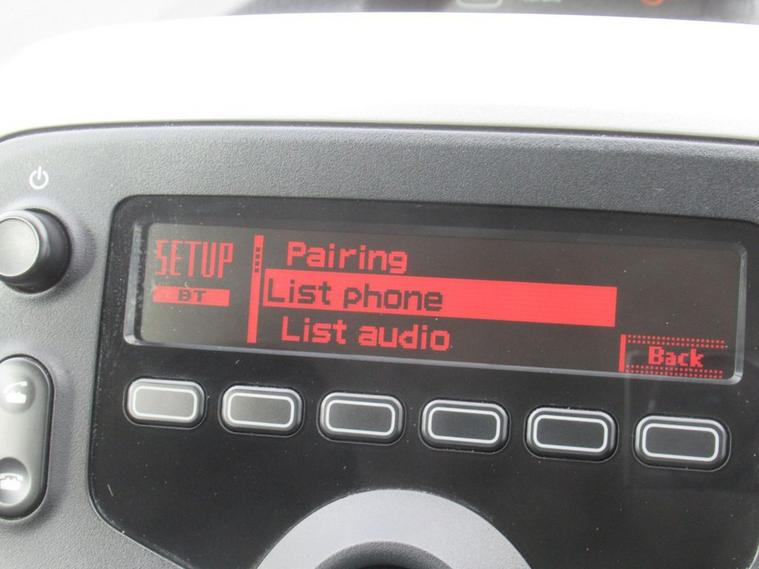 SETUP
BT
Pairing
List phone
List audio
Back